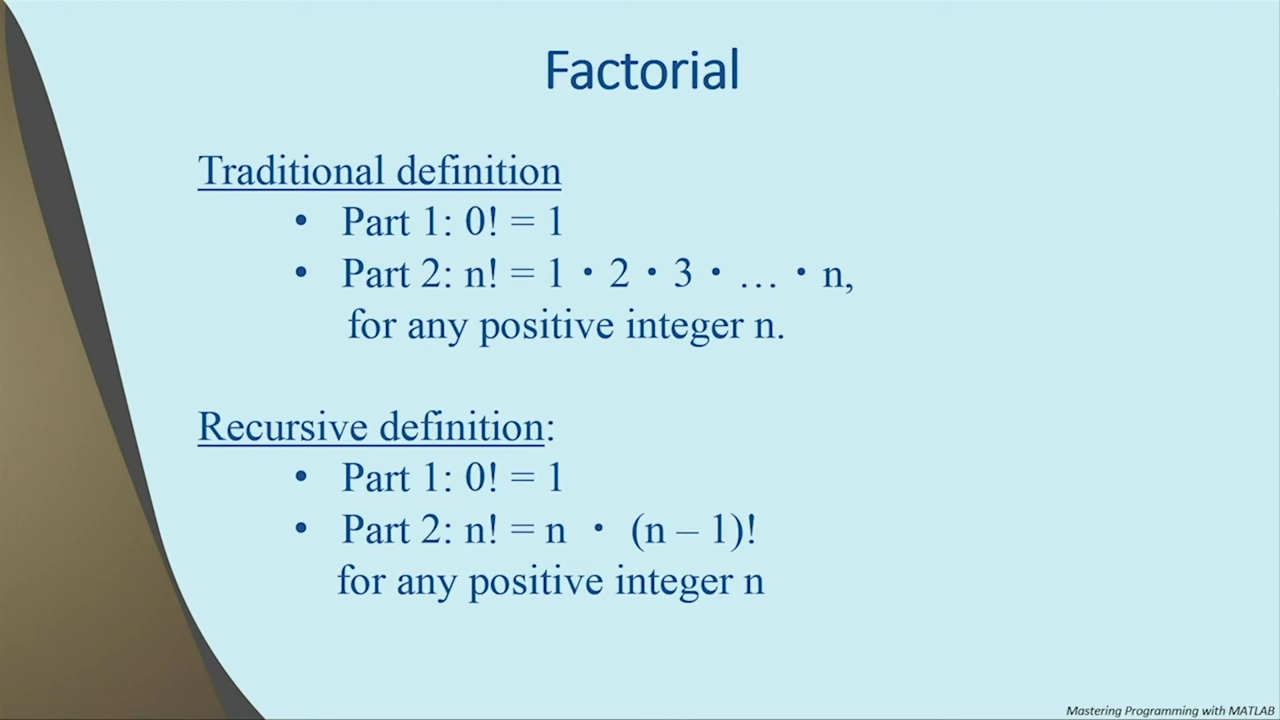 Factorial
Traditional definition
• Part 1: 0! = 1
• Part 2: n! = 1 · 2 · 3 · … · n,
for any positive integer n.
Recursive definition:
• Part 1: 0! = 1
• Part 2: n! = n · (n – 1)!
for any positive integer n
Mastering Programming with MATLAB